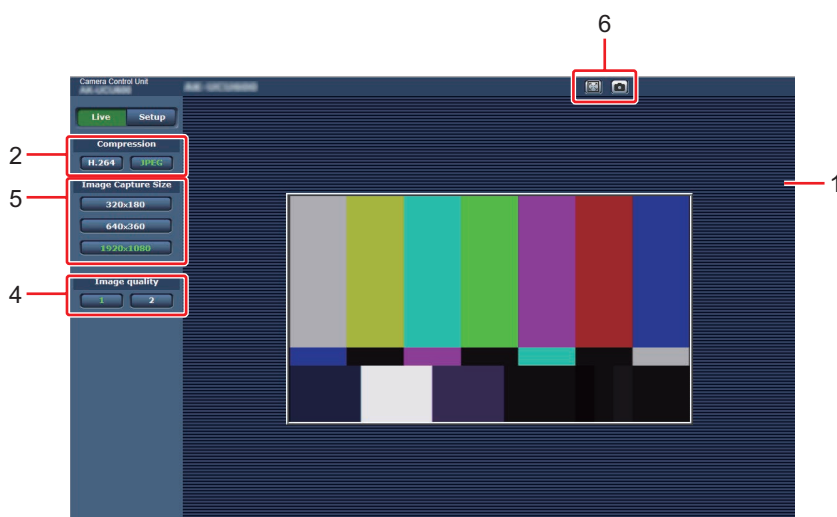 6
Camera Control Unit
Live Setup
2
Compression
H.264 JPEG
5
Image Capture Size
1
320x180
640x360
1920x1080
4
Image quality
1 2